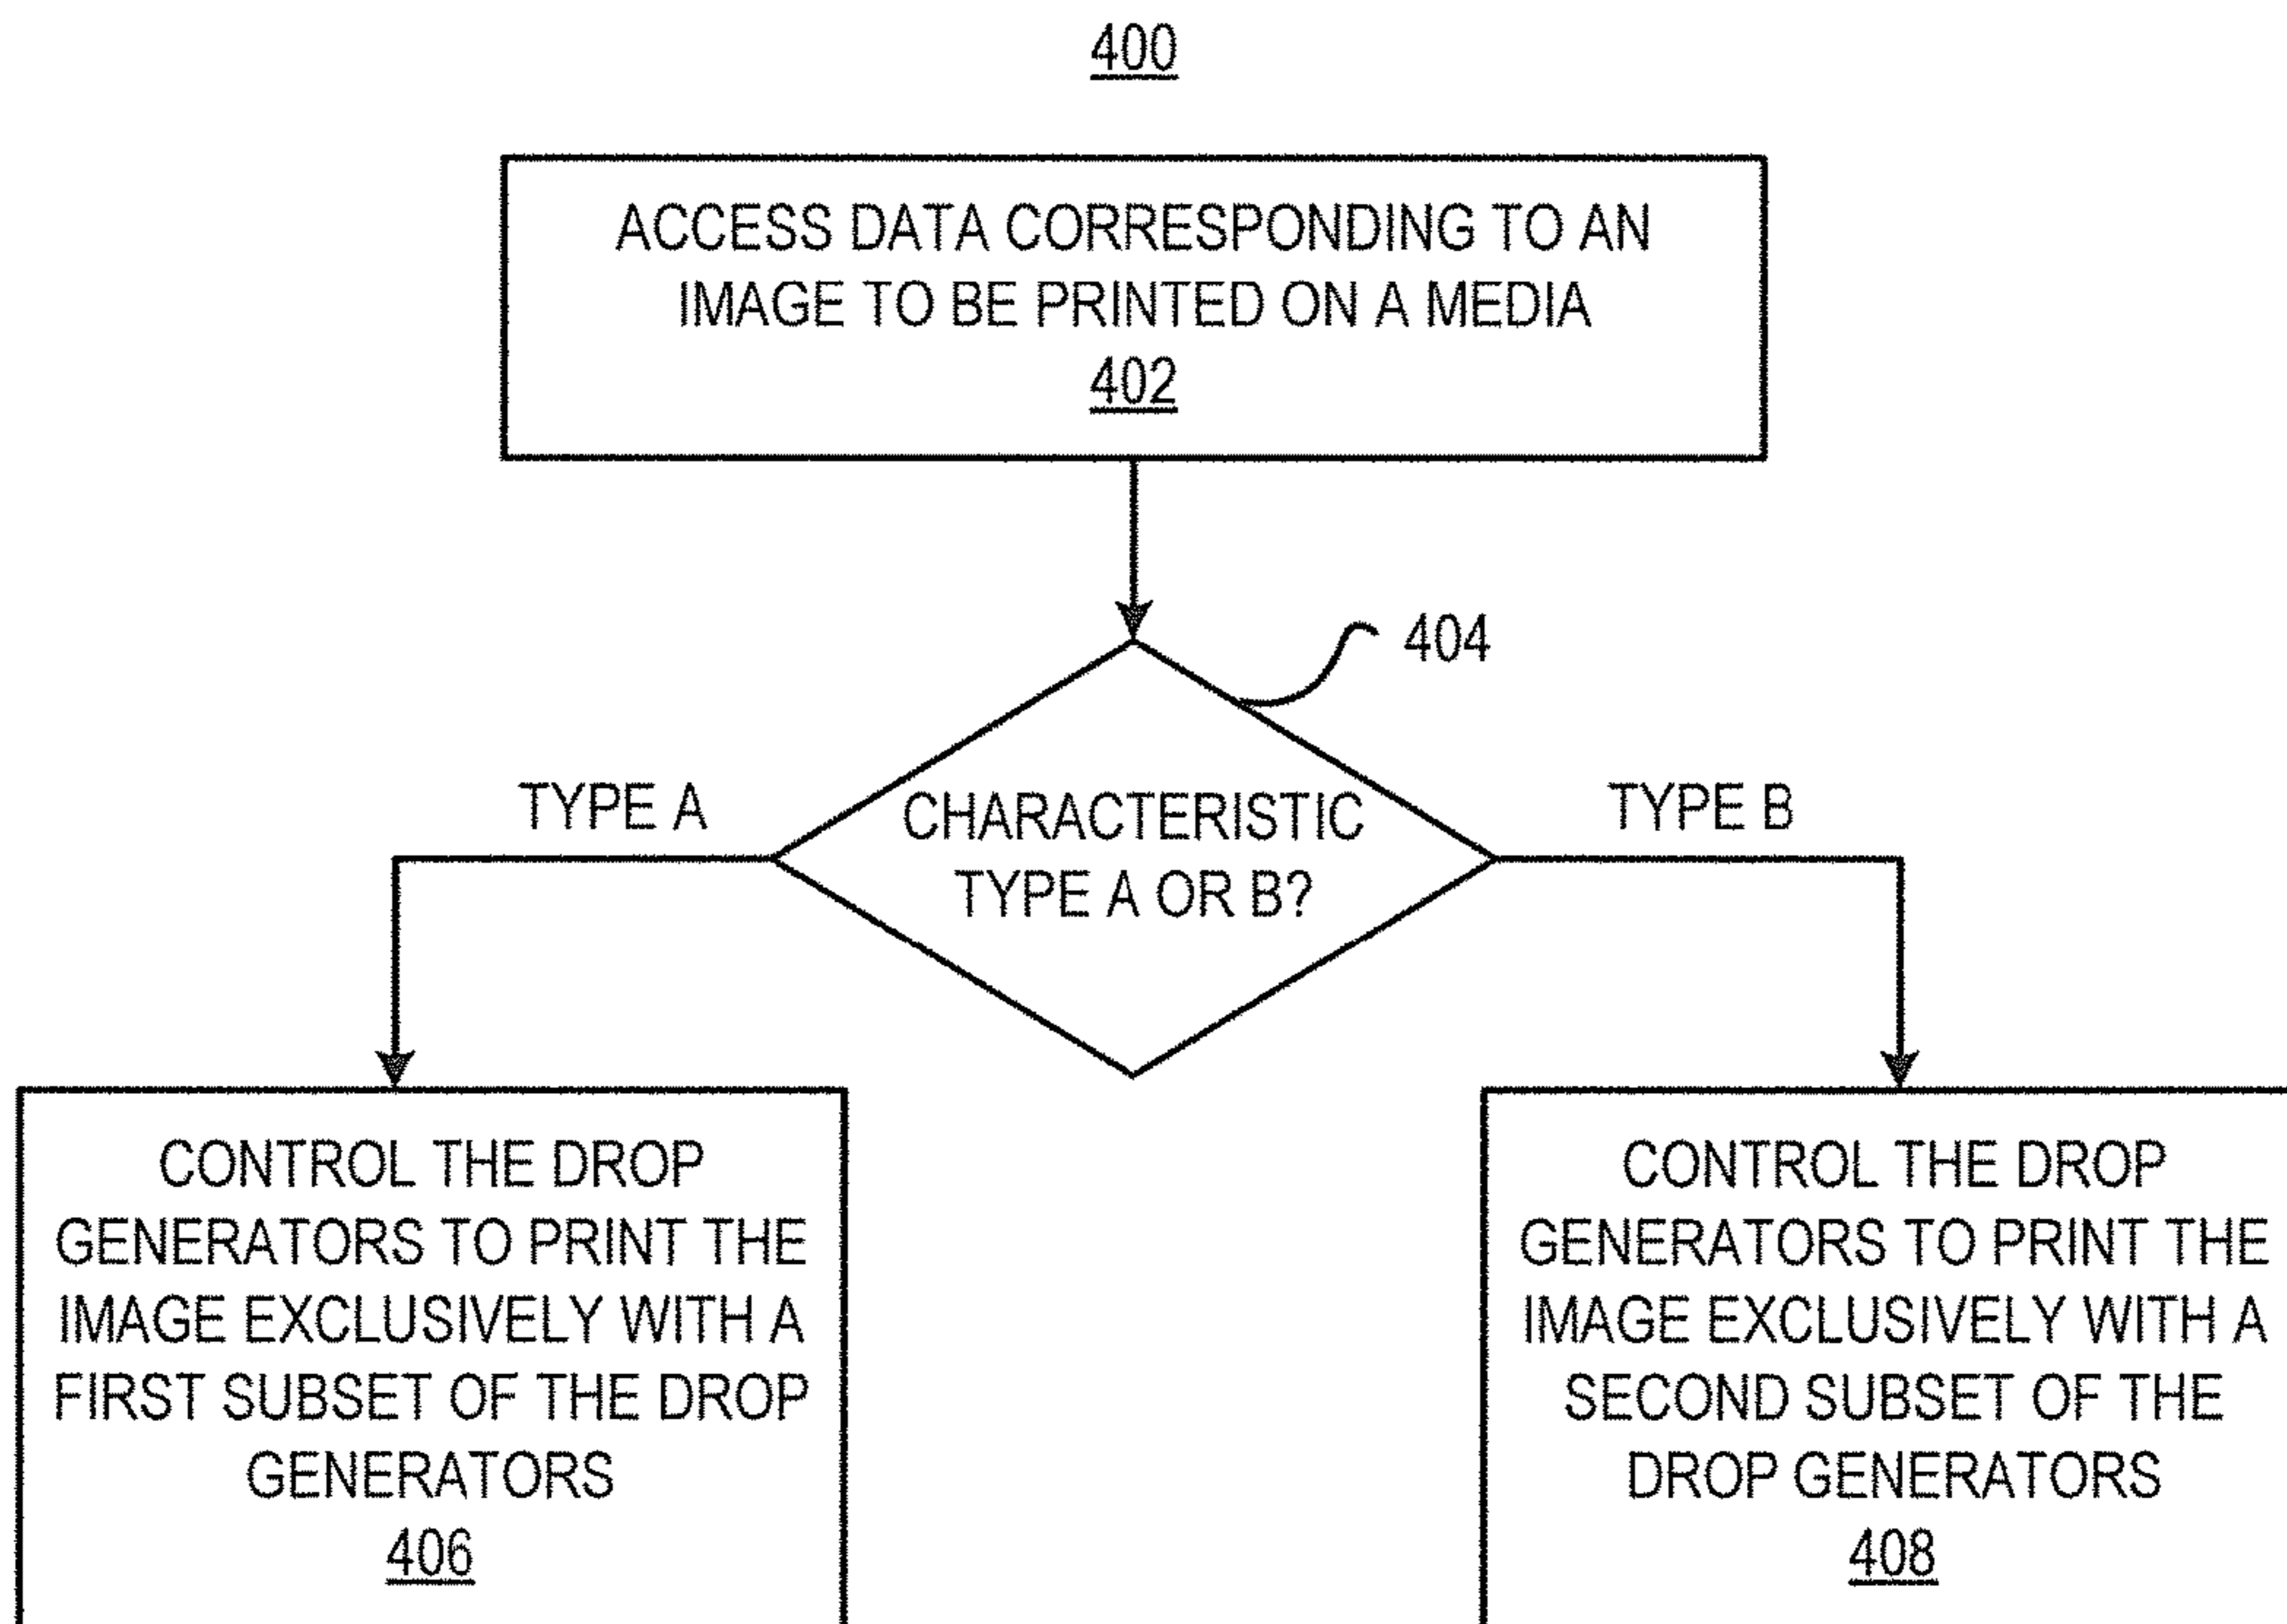 400
ACCESS DATA CORRESPONDING TO AN
IMAGE TO BE PRINTED ON A MEDIA
402
404
TYPE A
CHARACTERISTIC
TYPE A OR B?
TYPE B
CONTROL THE DROP
GENERATORS TO PRINT THE
IMAGE EXCLUSIVELY WITH A
FIRST SUBSET OF THE DROP
GENERATORS
406
CONTROL THE DROP
GENERATORS TO PRINT THE
IMAGE EXCLUSIVELY WITH A
SECOND SUBSET OF THE
DROP GENERATORS
408